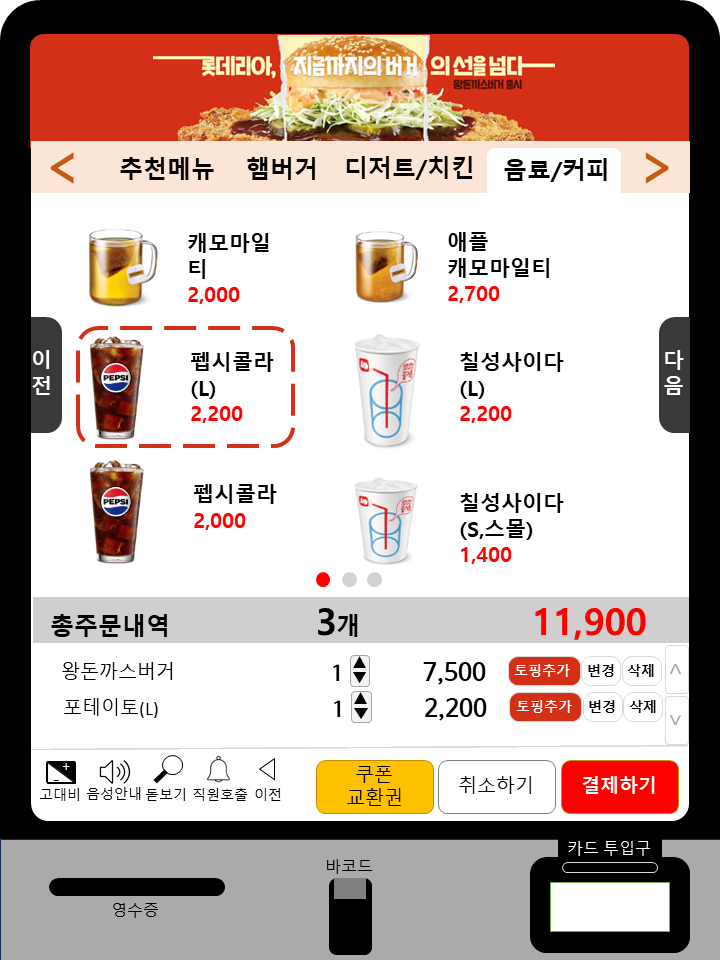 롯데리아, 지금까지의 버거 의 선을 넘다
왕돈까스버거 출시
< 추천메뉴 햄버거 디저트/치킨 음료/커피 >
캐모마일
티
2,000
애플
캐모마일티
2,700
이
전
PEPSI
펩시콜라
(L)
2,200
칠성사이다
(L)
2,200
다
음
PEPSI
펩시콜라
2,000
칠성사이다
(S,스몰)
1,400
총주문내역 3개 11,900
왕돈까스버거 1 7,500 토핑추가 변경 삭제
포테이토(L) 1 2,200 토핑추가 변경 삭제
고대비 음성안내 돋보기 직원호출 이전
쿠폰
교환권
취소하기
결제하기
카드 투입구
바코드
영수증